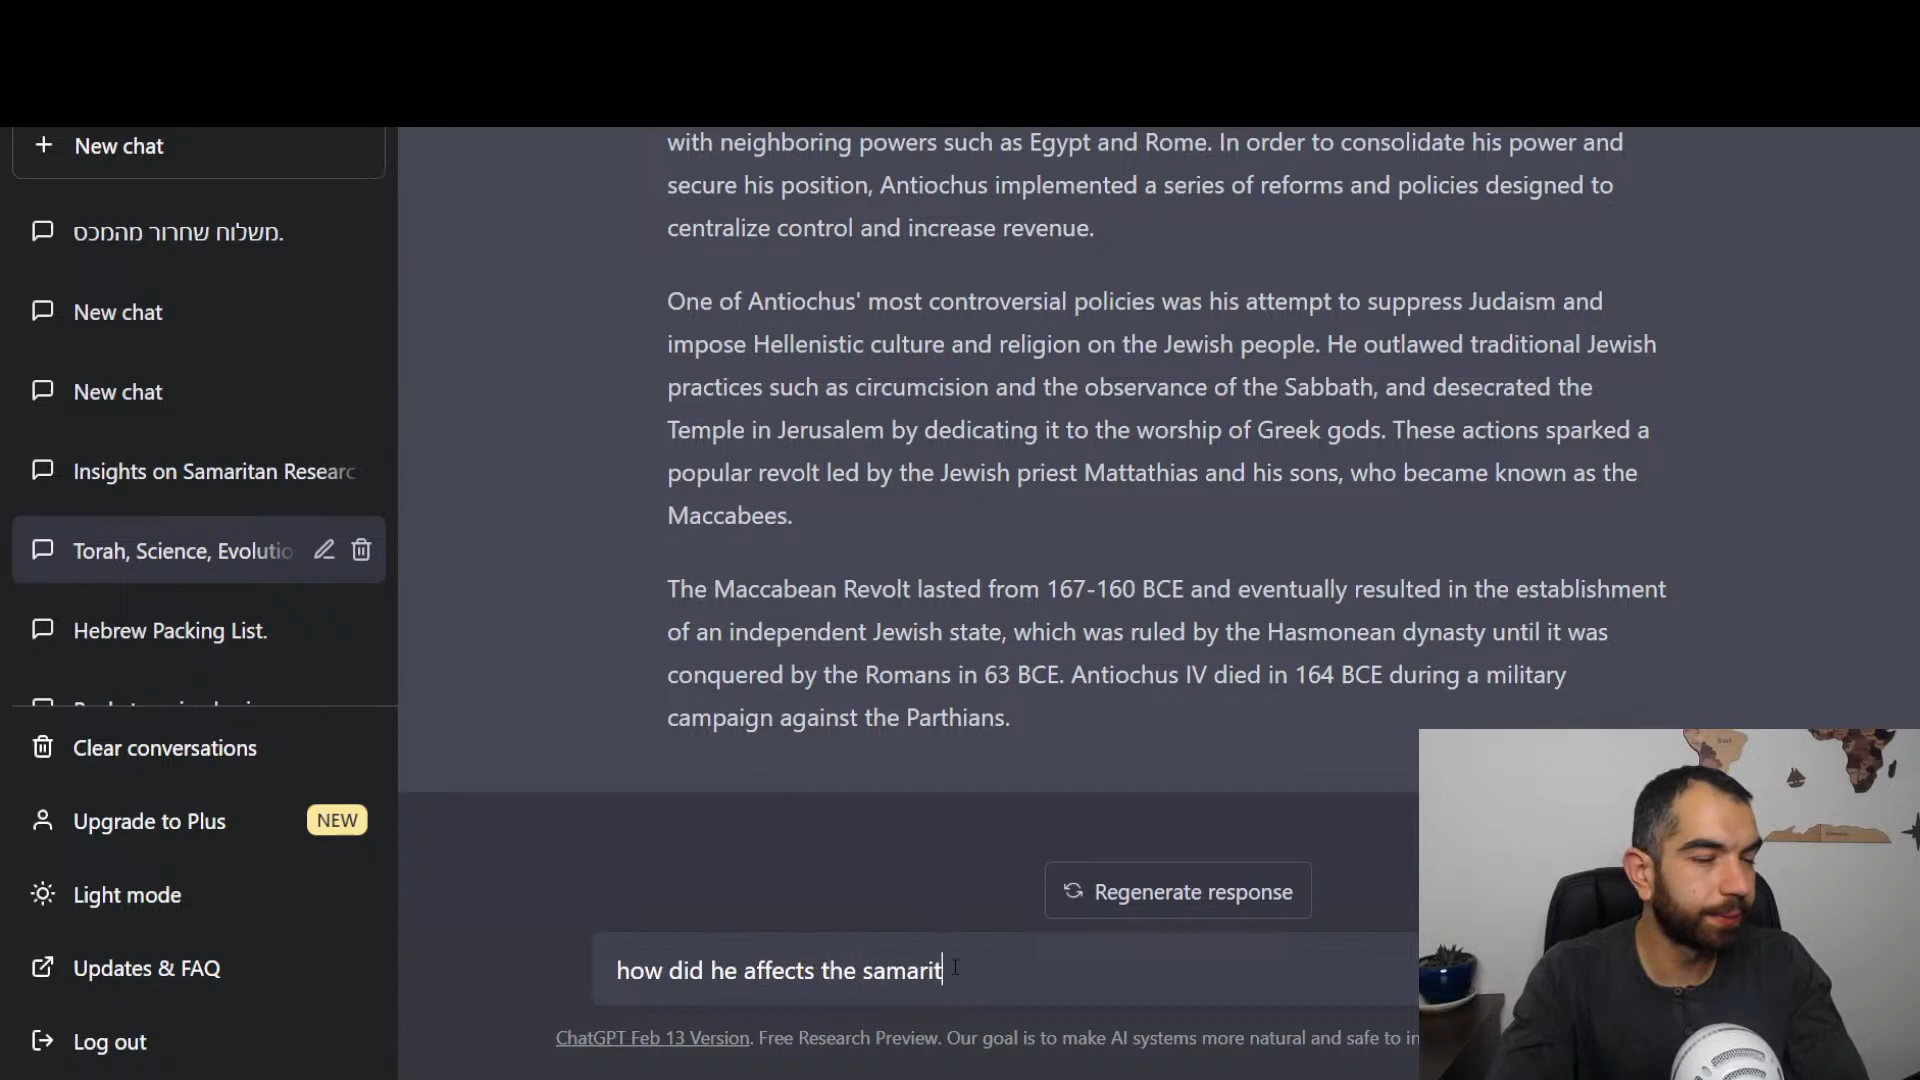 New chat
משלוח שחרור מהמכס.
New chat
New chat
Insights on Samaritan Researc
Torah, Science, Evolutio
Hebrew Packing List.
Clear conversations
Upgrade to Plus
NEW
Light mode
Updates & FAQ
Log out
with neighboring powers such as Egypt and Rome. In order to consolidate his power and
secure his position, Antiochus implemented a series of reforms and policies designed to
centralize control and increase revenue.
One of Antiochus' most controversial policies was his attempt to suppress Judaism and
impose Hellenistic culture and religion on the Jewish people. He outlawed traditional Jewish
practices such as circumcision and the observance of the Sabbath, and desecrated the
Temple in Jerusalem by dedicating it to the worship of Greek gods. These actions sparked a
popular revolt led by the Jewish priest Mattathias and his sons, who became known as the
Maccabees.
The Maccabean Revolt lasted from 167-160 BCE and eventually resulted in the establishment
of an independent Jewish state, which was ruled by the Hasmonean dynasty until it was
conquered by the Romans in 63 BCE. Antiochus IV died in 164 BCE during a military
campaign against the Parthians.
Regenerate response
how did he affects the samarit
ChatGPT Feb 13 Version. Free Research Preview. Our goal is to make AI systems more natural and safe to in